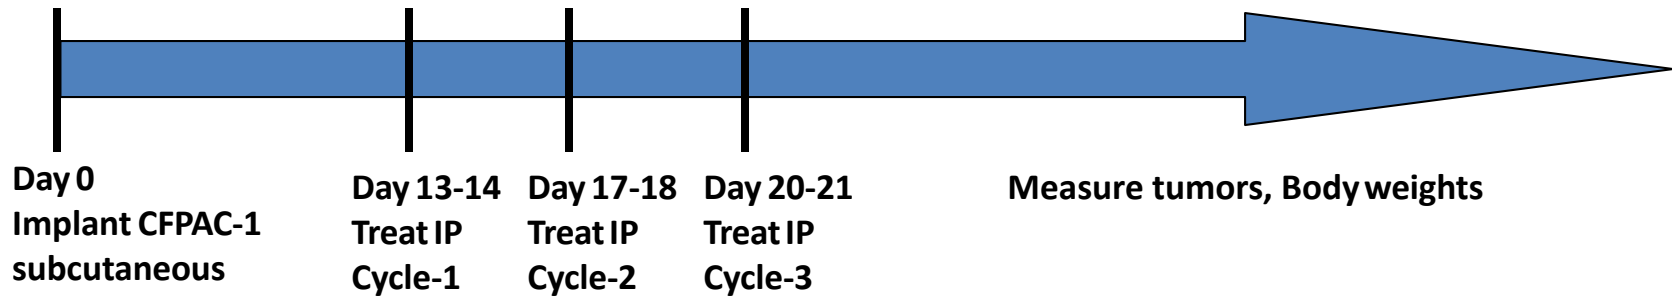 Day 0
Implant CFPAC-1
subcutaneous
Day 13-14
Treat IP
Cycle-1
Day 17-18
Treat IP
Cycle-2
Day 20-21
Treat IP
Cycle-3
Measure tumors, Body weights